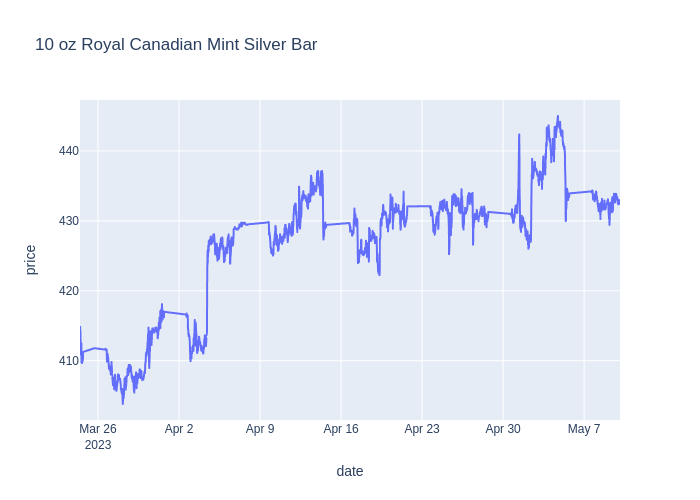 10 oz Royal Canadian Mint Silver Bar
440
430
420
410
price
Mar 26
2023
Apr 2
Apr 9
Apr 16
Apr 23
Apr 30
May 7
date